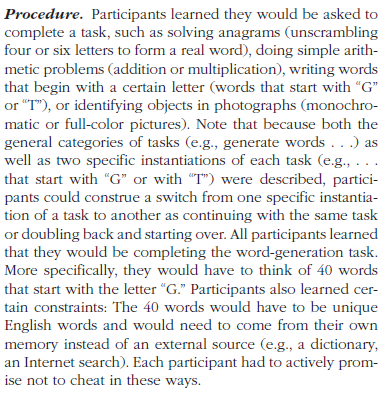 Procedure. Participants learned they would be asked to
complete a task, such as solving anagrams (unscrambling
four or six letters to form a real word), doing simple arith-
metic problems (addition or multiplication), writing words
that begin with a certain letter (words that start with “G”
or “T”), or identifying objects in photographs (monochro-
matic or full-color pictures). Note that because both the
general categories of tasks (e.g., generate words . . .) as
well as two specific instantiations of each task (e.g., . . .
that start with “G” or with “T”) were described, partici-
pants could construe a switch from one specific instantia-
tion of a task to another as continuing with the same task
or doubling back and starting over. All participants learned
that they would be completing the word-generation task.
More specifically, they would have to think of 40 words
that start with the letter “G.” Participants also learned cer-
tain constraints: The 40 words would have to be unique
English words and would need to come from their own
memory instead of an external source (e.g., a dictionary,
an Internet search). Each participant had to actively prom-
ise not to cheat in these ways.